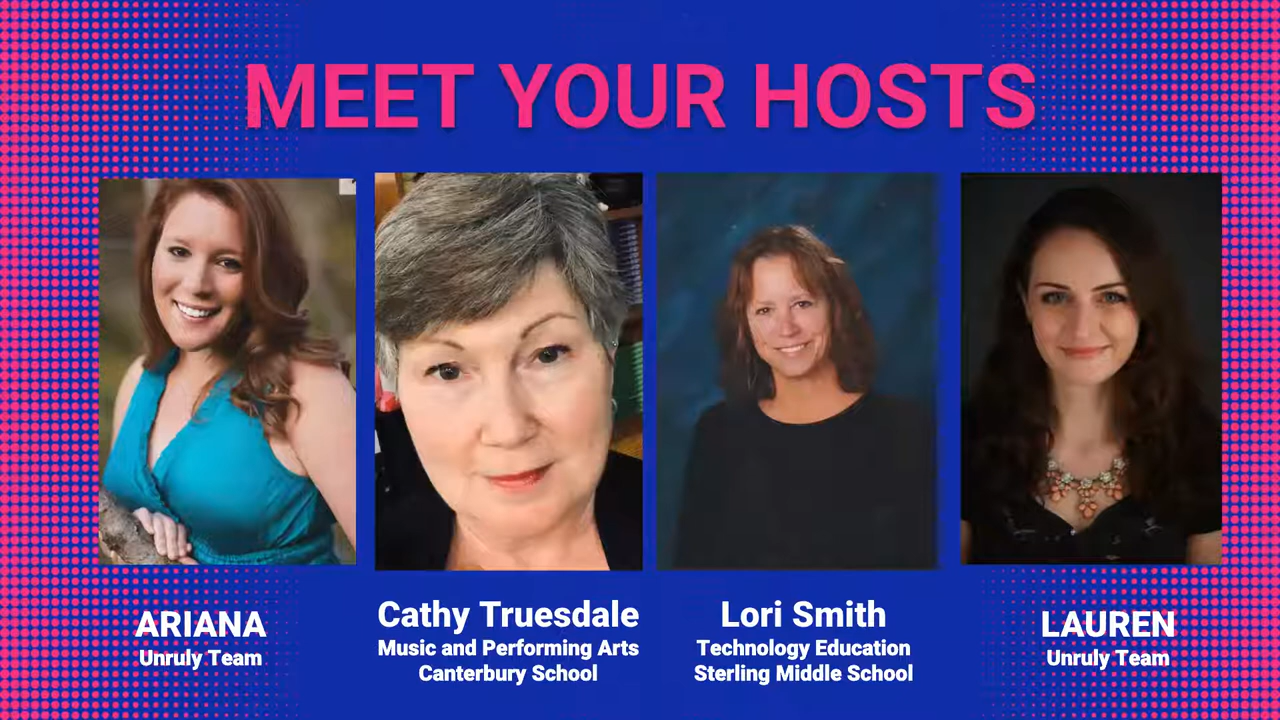 MEET YOUR HOSTS
ARIANA
Unruly Team
Cathy Truesdale
Music and Performing Arts
Canterbury School
Lori Smith
Technology Education
Sterling Middle School
LAUREN
Unruly Team